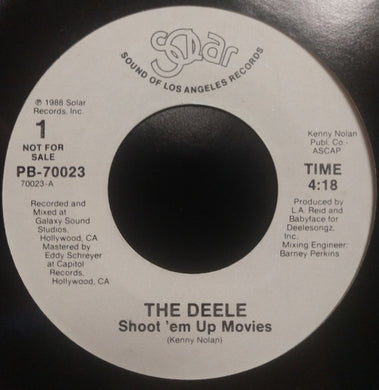 Solar
SOUND OF LOS ANGELES RECORDS
℗ 1988 Solar
Records, Inc.
1
NOT FOR
SALE
PB-70023
70023-A
Recorded and
Mixed at
Galaxy Sound
Studios,
Hollywood, CA
Mastered by
Eddy Schreyer
at Capitol
Records,
Hollywood, CA
Kenny Nolan
Publ. Co.-
ASCAP
TIME
4:18
Produced by
L.A. Reid and
Babyface for
Deelesongz,
Inc.
Mixing Engineer:
Barney Perkins
THE DEELE
Shoot 'em Up Movies
(Kenny Nolan)